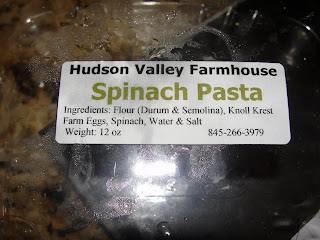 Hudson Valley Farmhouse
Spinach Pasta
Ingredients: Flour (Durum & Semolina), Knoll Krest
Farm Eggs, Spinach, Water & Salt
Weight: 12 oz 845-266-3979